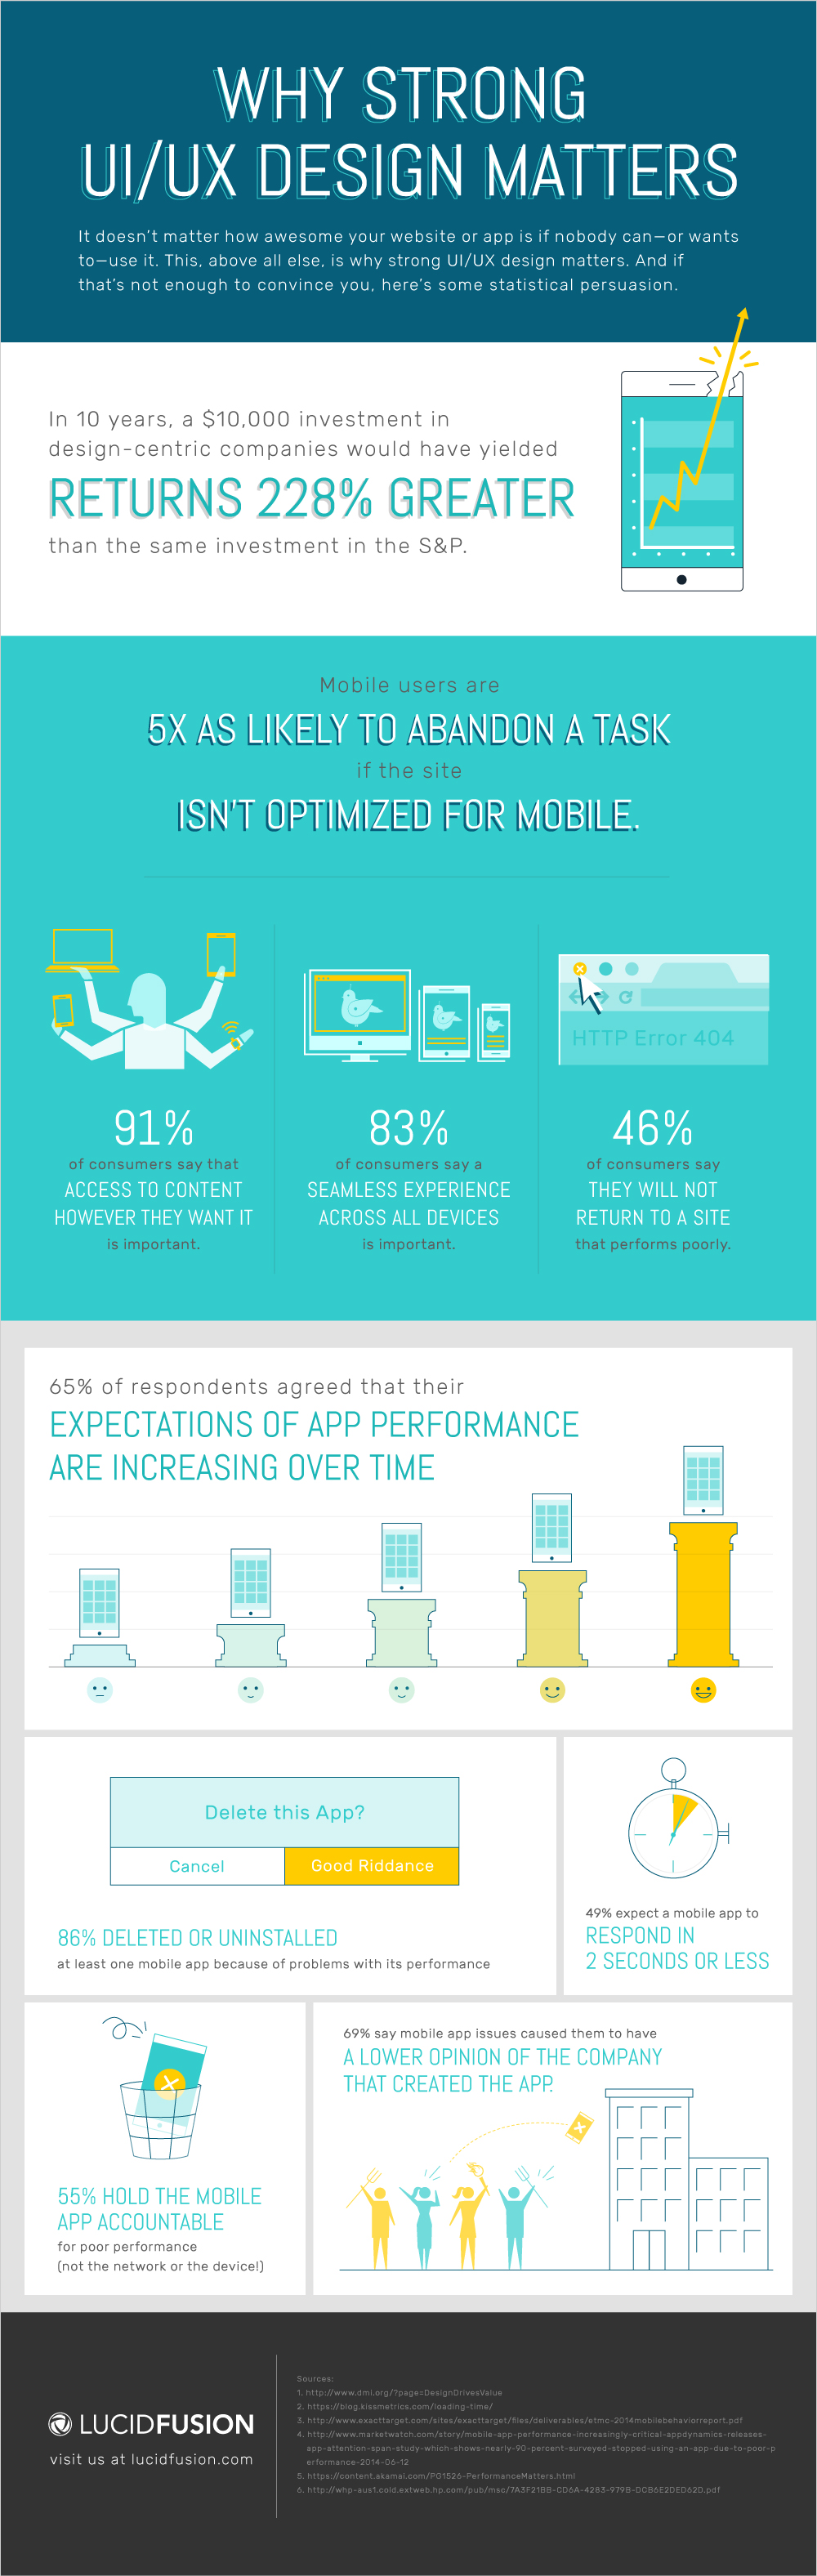 WHY STRONG
UI/UX DESIGN MATTERS
It doesn't matter how awesome your website or app is if nobody can—or wants
to—use it. This, above all else, is why strong UI/UX design matters. And if
that's not enough to convince you, here's some statistical persuasion.
In 10 years, a $10,000 investment in
design-centric companies would have yielded
RETURNS 228% GREATER
than the same investment in the S&P.
Mobile users are
5X AS LIKELY TO ABANDON A TASK
if the site
ISN'T OPTIMIZED FOR MOBILE.
HTTP Error 404
91%
of consumers say that
ACCESS TO CONTENT
HOWEVER THEY WANT IT
is important.
83%
of consumers say a
SEAMLESS EXPERIENCE
ACROSS ALL DEVICES
is important.
46%
of consumers say
THEY WILL NOT
RETURN TO A SITE
that performs poorly.
65% of respondents agreed that their
EXPECTATIONS OF APP PERFORMANCE
ARE INCREASING OVER TIME
Delete this App?
Cancel
Good Riddance
86% DELETED OR UNINSTALLED
at least one mobile app because of problems with its performance
49% expect a mobile app to
RESPOND IN
2 SECONDS OR LESS
55% HOLD THE MOBILE
APP ACCOUNTABLE
for poor performance
(not the network or the device!)
69% say mobile app issues caused them to have
A LOWER OPINION OF THE COMPANY
THAT CREATED THE APP.
LUCIDFUSION
visit us at lucidfusion.com
Sources:
1. http://www.dmi.org/?page=DesignDrivesValue
2. https://blog.kissmetrics.com/loading-time/
3. http://www.exacttarget.com/sites/exacttarget/files/deliverables/etmc-2014mobilebehaviorreport.pdf
4. http://www.marketwatch.com/story/mobile-app-performance-increasingly-critical-appdynamics-releases-
app-attention-span-study-which-shows-nearly-90-percent-surveyed-stopped-using-an-app-due-to-poor-p
erformance-2014-06-12
5. https://content.akamai.com/PG1526-PerformanceMatters.html
6. http://whp-aus1.cold.extweb.hp.com/pub/msc/7A3F21BB-CD6A-4283-979B-DCB6E2DED62D.pdf